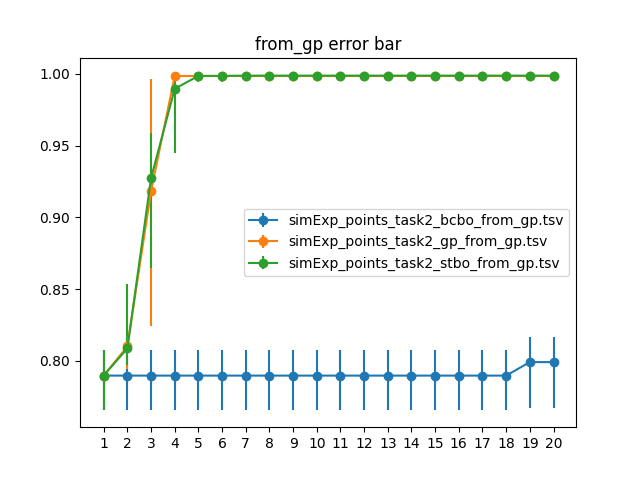 from_gp error bar
1.00
0.95
0.90
0.85
0.80
simExp_points_task2_bcbo_from_gp.tsv
simExp_points_task2_gp_from_gp.tsv
simExp_points_task2_stbo_from_gp.tsv
1 2 3 4 5 6 7 8 9 10 11 12 13 14 15 16 17 18 19 20